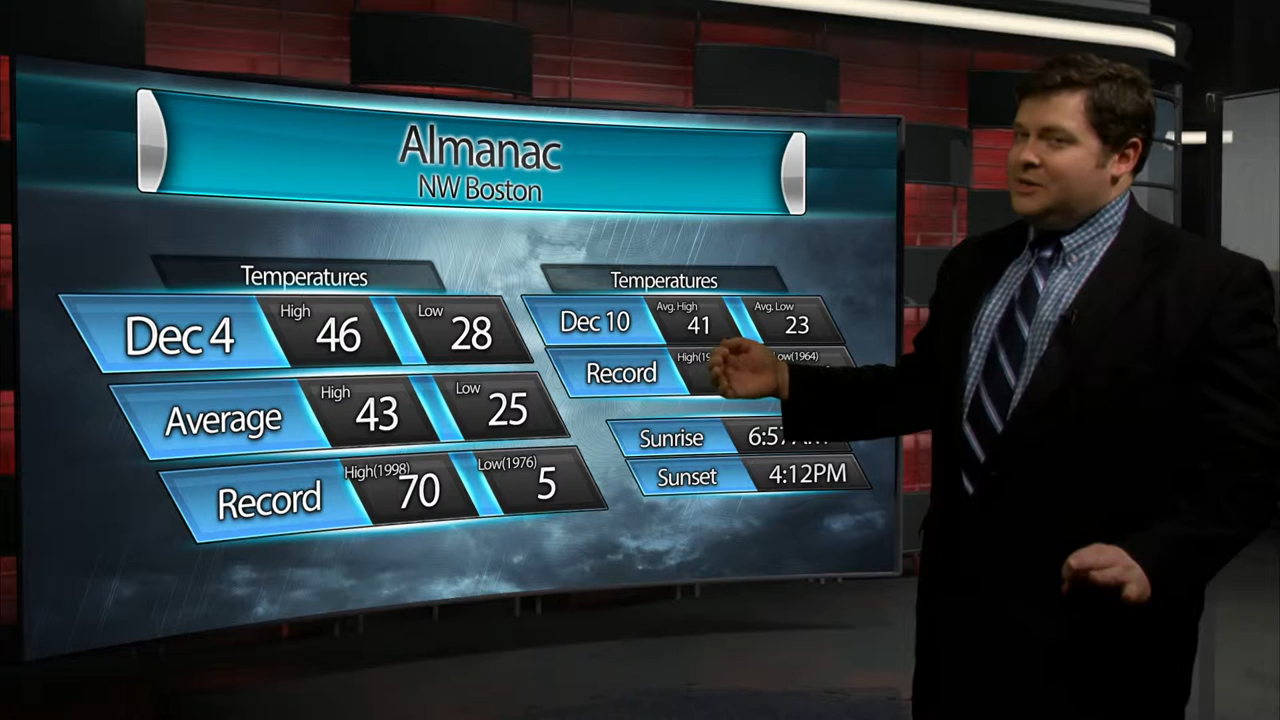 Almanac
NW Boston
Temperatures
Dec 4
High
46
Low
28
Average
High
43
Low
25
Record
High(1998)
70
Low(1976)
5
Temperatures
Dec 10
Avg. High
41
Avg. Low
23
Record
Low(1964)
Sunrise
Sunset
4:12PM